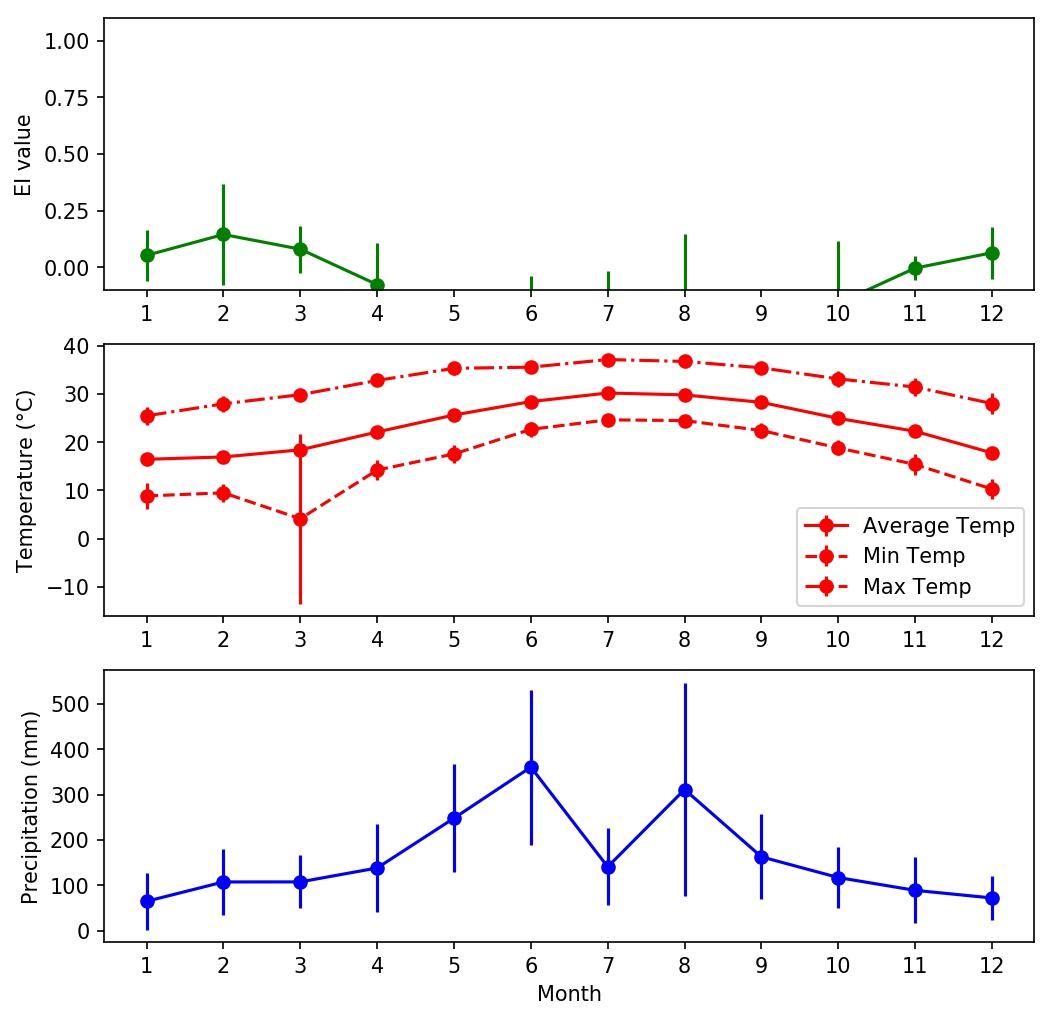 EI value
1.00
0.75
0.50
0.25
0.00
1 2 3 4 5 6 7 8 9 10 11 12
Temperature (°C)
40
30
20
10
0
−10
Average Temp
Min Temp
Max Temp
1 2 3 4 5 6 7 8 9 10 11 12
Precipitation (mm)
500
400
300
200
100
0
1 2 3 4 5 6 7 8 9 10 11 12
Month